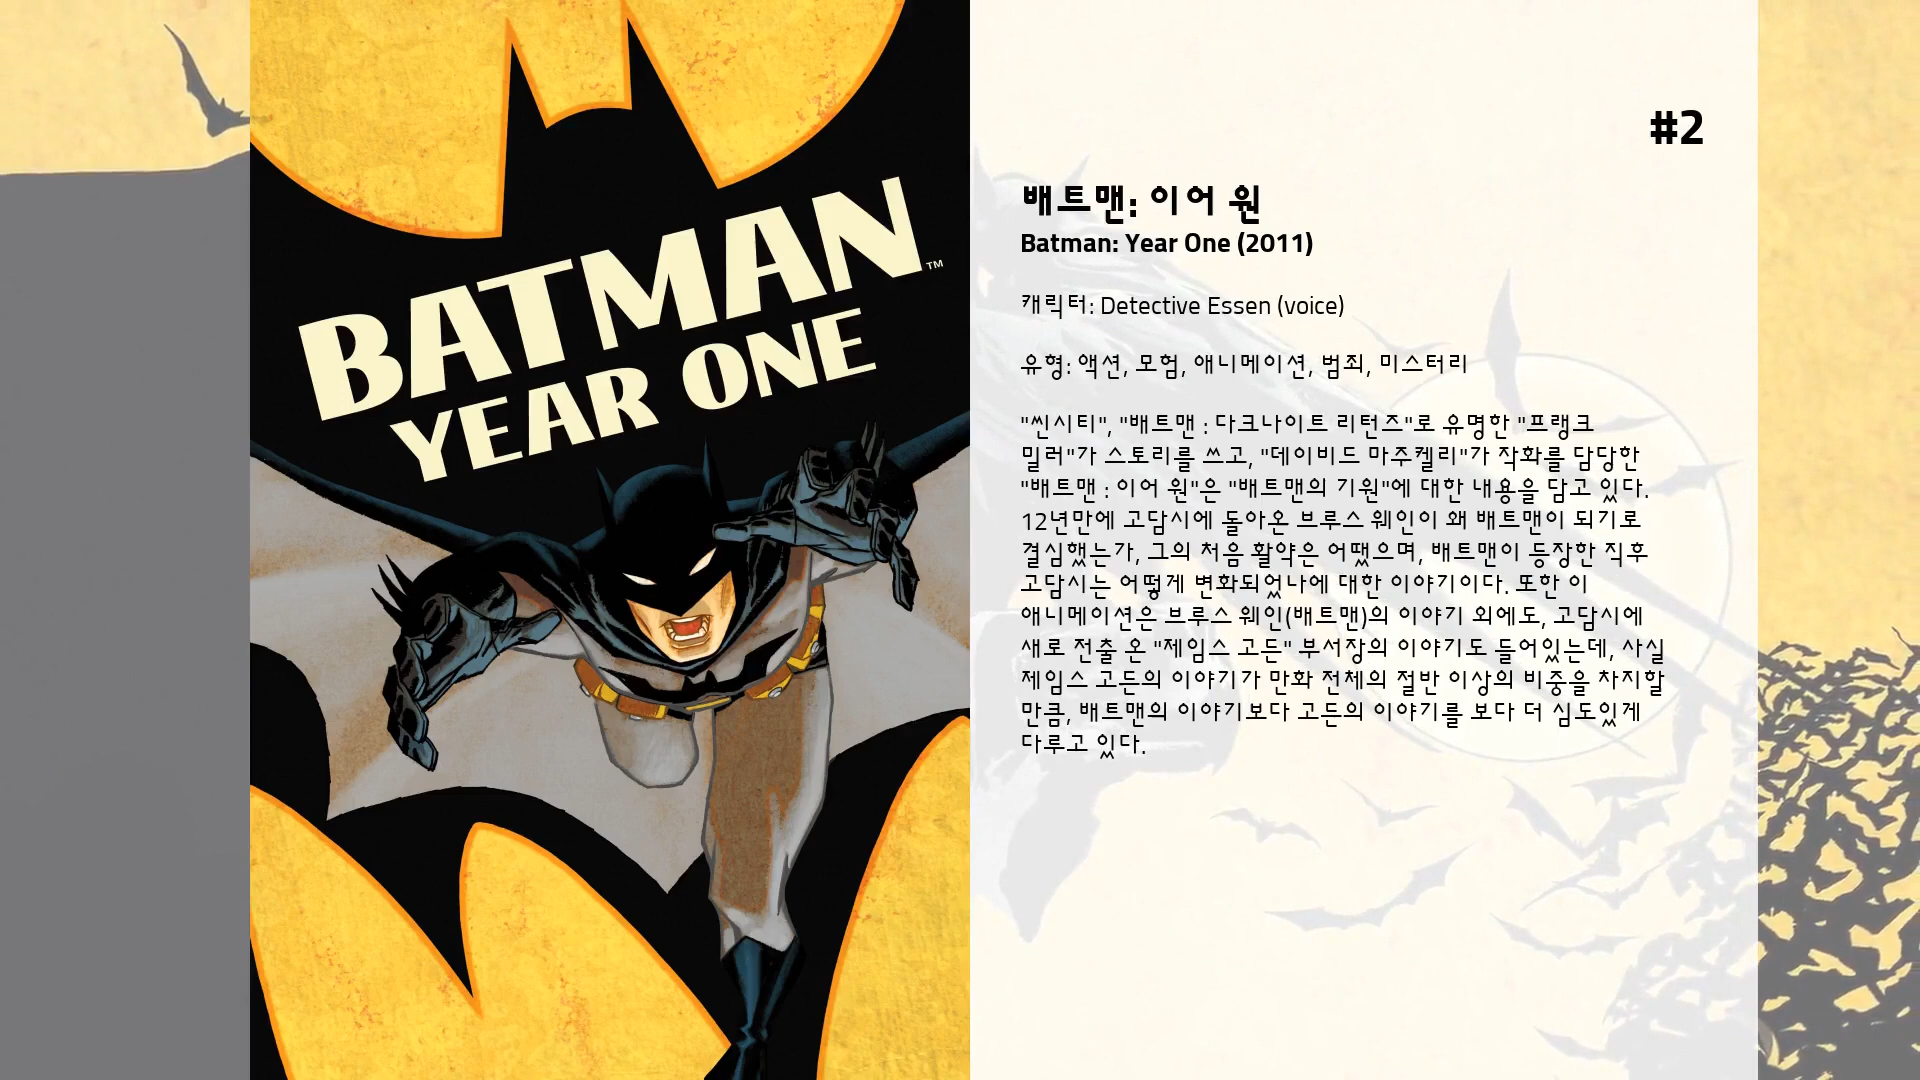 BATMAN™
YEAR ONE
#2
배트맨: 이어 원
Batman: Year One (2011)
캐릭터: Detective Essen (voice)
유형: 액션, 모험, 애니메이션, 범죄, 미스터리
"씬시티", "배트맨 : 다크나이트 리턴즈"로 유명한 "프랭크
밀러"가 스토리를 쓰고, "데이비드 마주켈리"가 작화를 담당한
"배트맨 : 이어 원"은 "배트맨의 기원"에 대한 내용을 담고 있다.
12년만에 고담시에 돌아온 브루스 웨인이 왜 배트맨이 되기로
결심했는가, 그의 처음 활약은 어땠으며, 배트맨이 등장한 직후
고담시는 어떻게 변화되었나에 대한 이야기이다. 또한 이
애니메이션은 브루스 웨인(배트맨)의 이야기 외에도, 고담시에
새로 전출 온 "제임스 고든" 부서장의 이야기도 들어있는데, 사실
제임스 고든의 이야기가 만화 전체의 절반 이상의 비중을 차지할
만큼, 배트맨의 이야기보다 고든의 이야기를 보다 더 심도있게
다루고 있다.